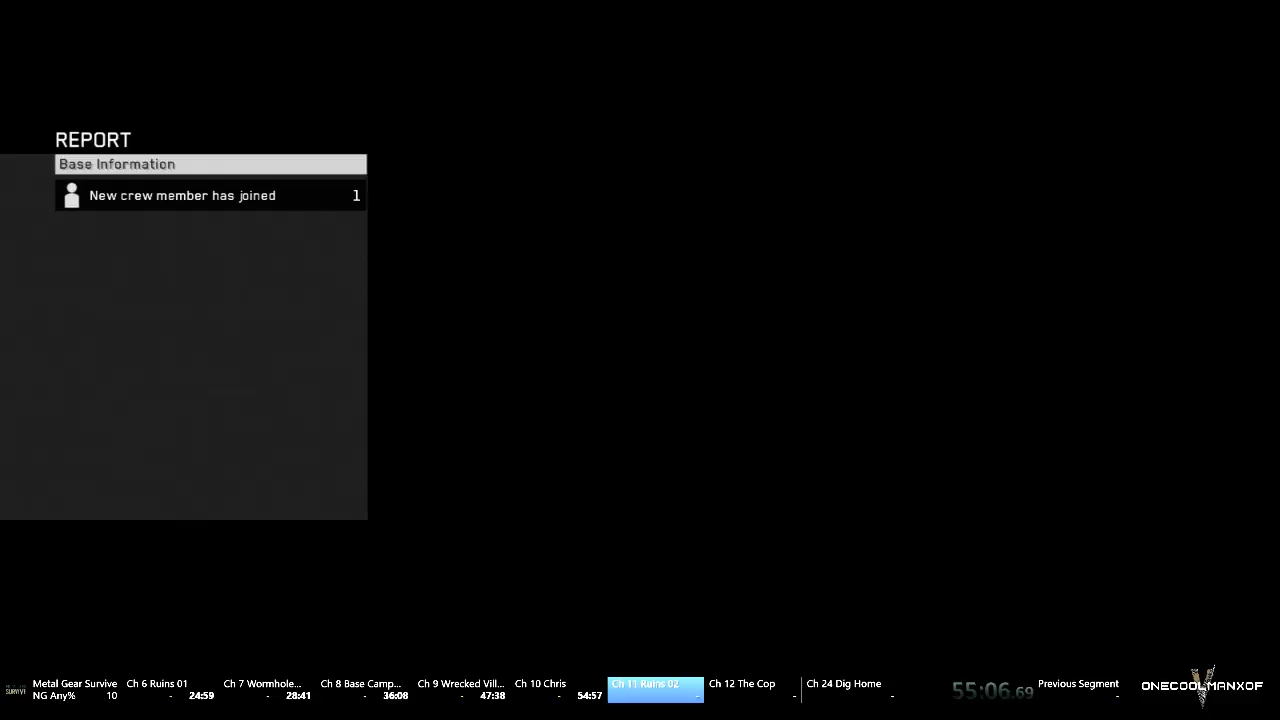 REPORT
Base Information
New crew member has joined 1
Metal Gear Survive Ch 6 Ruins 01 Ch 7 Wormhole... Ch 8 Base Camp... Ch 9 Wrecked Vill... Ch 10 Chris Ch 11 Ruins 02 Ch 12 The Cop Ch 24 Dig Home 55:06.69 Previous Segment ONECOOLMANXOF
NG Any% 10 - 24:59 - 28:41 - 36:08 - 47:38 - 54:57 - - - -